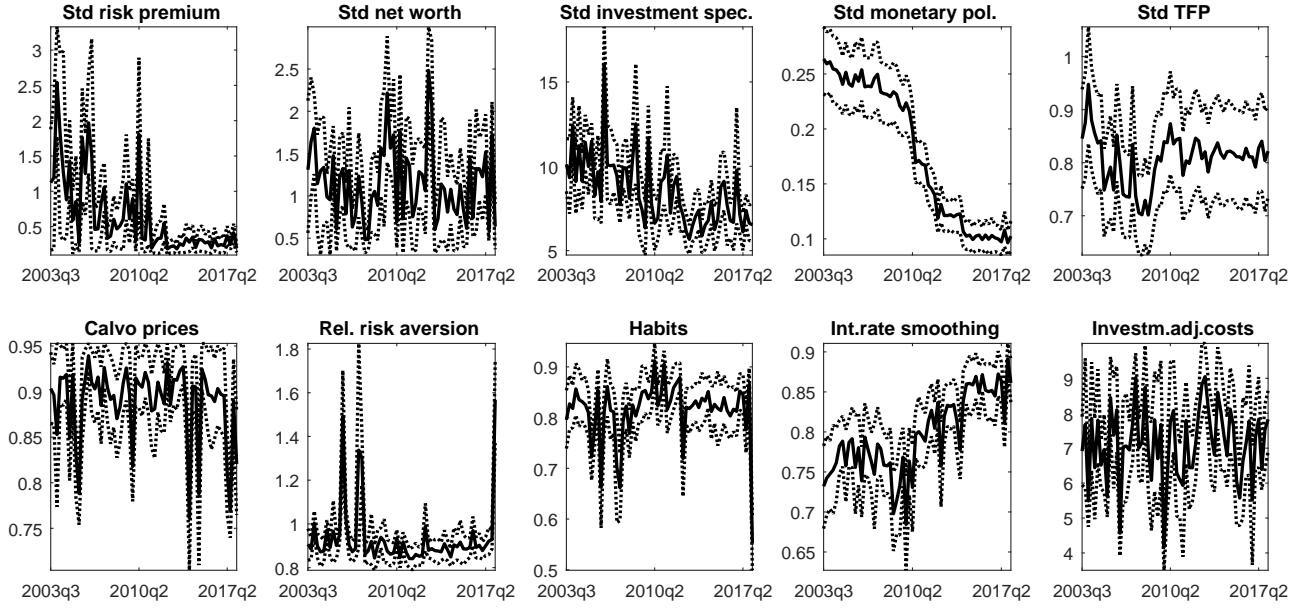 Std risk premium
3
2.5
2
1.5
1
0.5
2003q3 2010q2 2017q2
Std net worth
2.5
2
1.5
1
0.5
2003q3 2010q2 2017q2
Std investment spec.
15
10
5
2003q3 2010q2 2017q2
Std monetary pol.
0.25
0.2
0.15
0.1
2003q3 2010q2 2017q2
Std TFP
1
0.9
0.8
0.7
2003q3 2010q2 2017q2
Calvo prices
0.95
0.9
0.85
0.8
0.75
2003q3 2010q2 2017q2
Rel. risk aversion
1.8
1.6
1.4
1.2
1
0.8
2003q3 2010q2 2017q2
Habits
0.9
0.8
0.7
0.6
0.5
2003q3 2010q2 2017q2
Int.rate smoothing
0.9
0.85
0.8
0.75
0.7
0.65
2003q3 2010q2 2017q2
Investm.adj.costs
9
8
7
6
5
4
2003q3 2010q2 2017q2